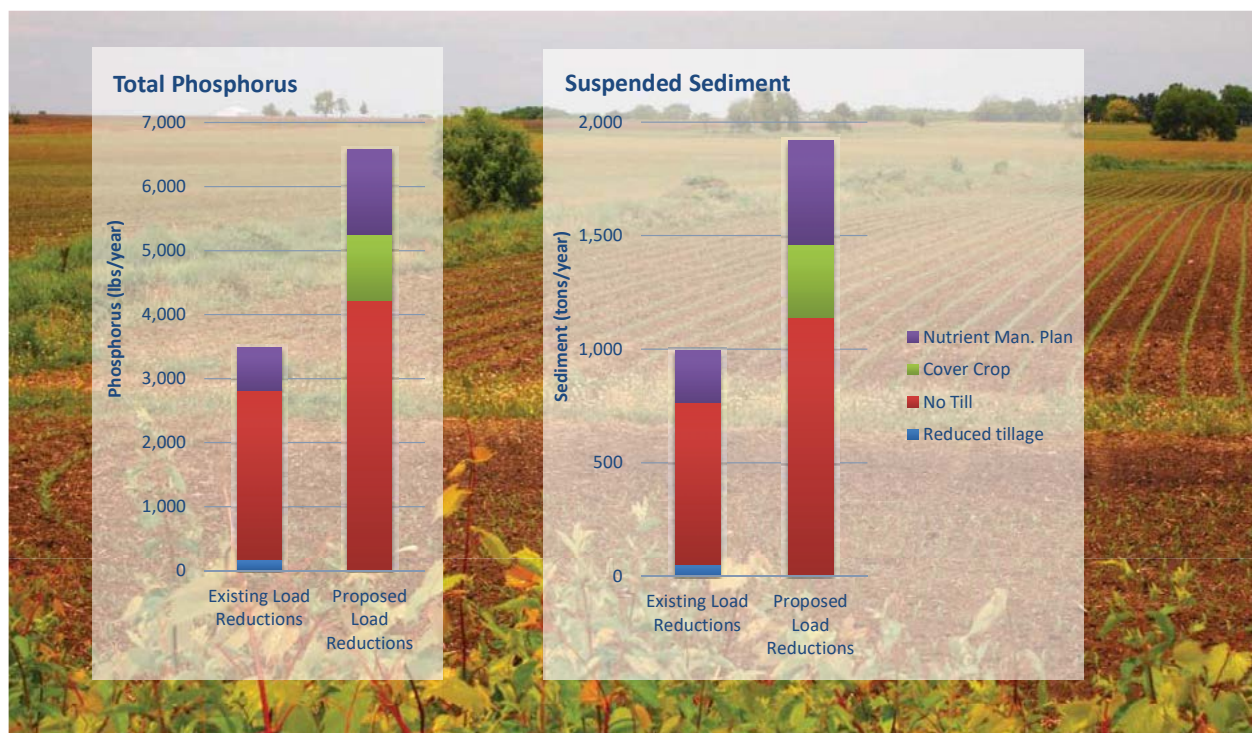 Total Phosphorus
7,000
6,000
5,000
4,000
3,000
2,000
1,000
0
Phosphorus (lbs/year)
Existing Load
Reductions
Proposed
Load
Reductions
Suspended Sediment
2,000
1,500
1,000
500
0
Sediment (tons/year)
Existing Load
Reductions
Proposed
Load
Reductions
Nutrient Man. Plan
Cover Crop
No Till
Reduced tillage